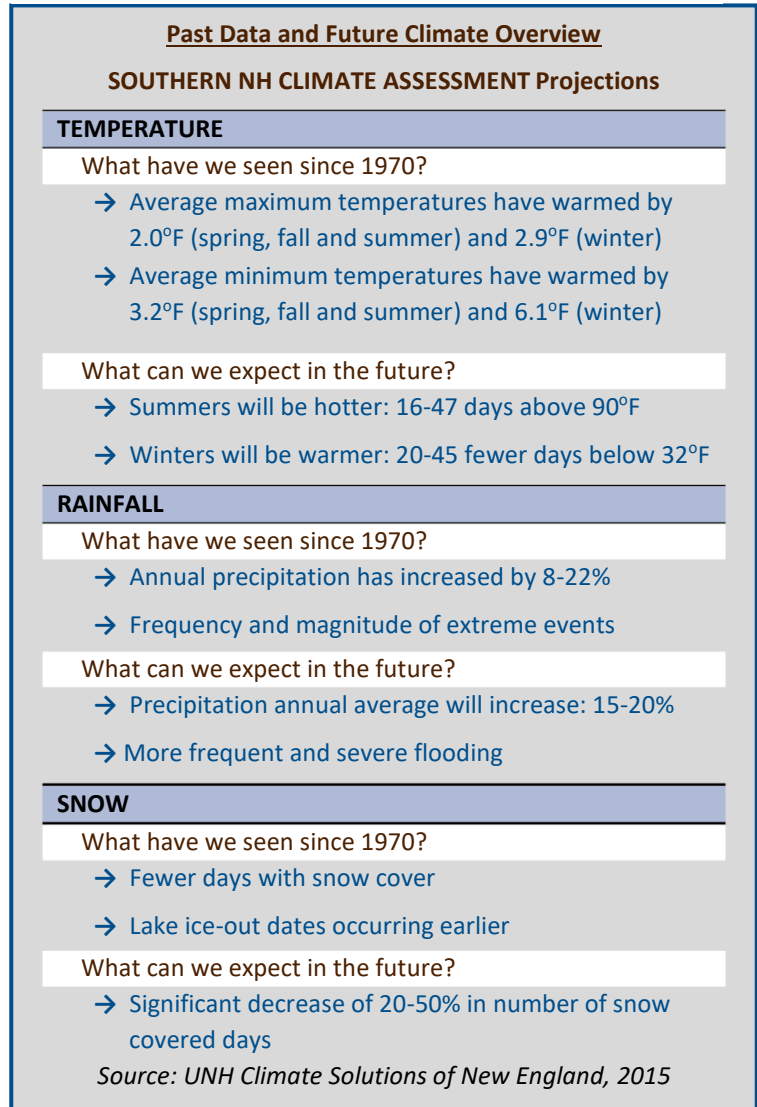 Past Data and Future Climate Overview
SOUTHERN NH CLIMATE ASSESSMENT Projections
TEMPERATURE
What have we seen since 1970?
→ Average maximum temperatures have warmed by
2.0°F (spring, fall and summer) and 2.9°F (winter)
→ Average minimum temperatures have warmed by
3.2°F (spring, fall and summer) and 6.1°F (winter)
What can we expect in the future?
→ Summers will be hotter: 16-47 days above 90°F
→ Winters will be warmer: 20-45 fewer days below 32°F
RAINFALL
What have we seen since 1970?
→ Annual precipitation has increased by 8-22%
→ Frequency and magnitude of extreme events
What can we expect in the future?
→ Precipitation annual average will increase: 15-20%
→ More frequent and severe flooding
SNOW
What have we seen since 1970?
→ Fewer days with snow cover
→ Lake ice-out dates occurring earlier
What can we expect in the future?
→ Significant decrease of 20-50% in number of snow
covered days
Source: UNH Climate Solutions of New England, 2015